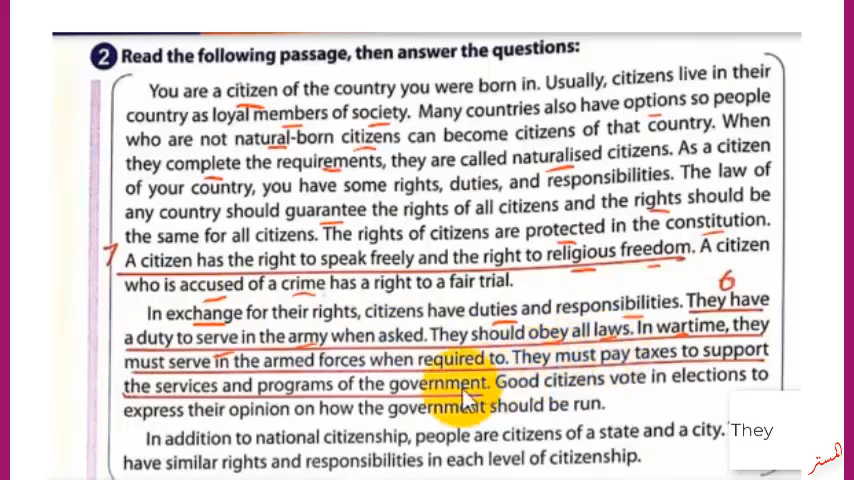 2 Read the following passage, then answer the questions:
You are a citizen of the country you were born in. Usually, citizens live in their
country as loyal members of society. Many countries also have options so people
who are not natural-born citizens can become citizens of that country. When
they complete the requirements, they are called naturalised citizens. As a citizen
of your country, you have some rights, duties, and responsibilities. The law of
any country should guarantee the rights of all citizens and the rights should be
the same for all citizens. The rights of citizens are protected in the constitution.
7 A citizen has the right to speak freely and the right to religious freedom. A citizen
who is accused of a crime has a right to a fair trial.
6
In exchange for their rights, citizens have duties and responsibilities. They have
a duty to serve in the army when asked. They should obey all laws. In wartime, they
must serve in the armed forces when required to. They must pay taxes to support
the services and programs of the government. Good citizens vote in elections to
express their opinion on how the government should be run.
In addition to national citizenship, people are citizens of a state and a city. They
have similar rights and responsibilities in each level of citizenship.
المستر